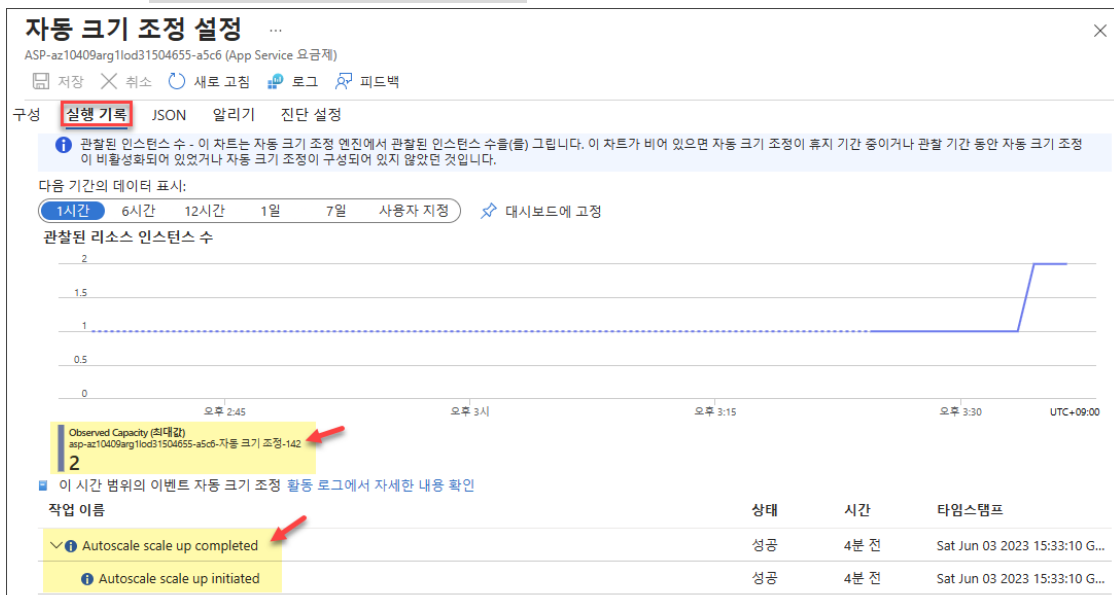 자동 크기 조정 설정 ...
ASP-az10409arg1lod31504655-a5c6 (App Service 요금제)
저장 취소 새로 고침 로그 피드백
구성 실행 기록 JSON 알리기 진단 설정
관찰된 인스턴스 수 - 이 차트는 자동 크기 조정 엔진에서 관찰된 인스턴스 수을(를) 그립니다. 이 차트가 비어 있으면 자동 크기 조정이 휴지 기간 중이거나 관찰 기간 동안 자동 크기 조정
이 비활성화되어 있었거나 자동 크기 조정이 구성되어 있지 않았던 것입니다.
다음 기간의 데이터 표시:
1시간 6시간 12시간 1일 7일 사용자 지정 대시보드에 고정
관찰된 리소스 인스턴스 수
2
1.5
1
0.5
0
오후 2:45 오후 3시 오후 3:15 오후 3:30 UTC+09:00
Observed Capacity (최대값)
asp-az10409arg1lod31504655-a5c6-자동 크기 조정-142
2
이 시간 범위의 이벤트 자동 크기 조정 활동 로그에서 자세한 내용 확인
작업 이름 상태 시간 타임스탬프
Autoscale scale up completed 성공 4분 전 Sat Jun 03 2023 15:33:10 G...
Autoscale scale up initiated 성공 4분 전 Sat Jun 03 2023 15:33:10 G...